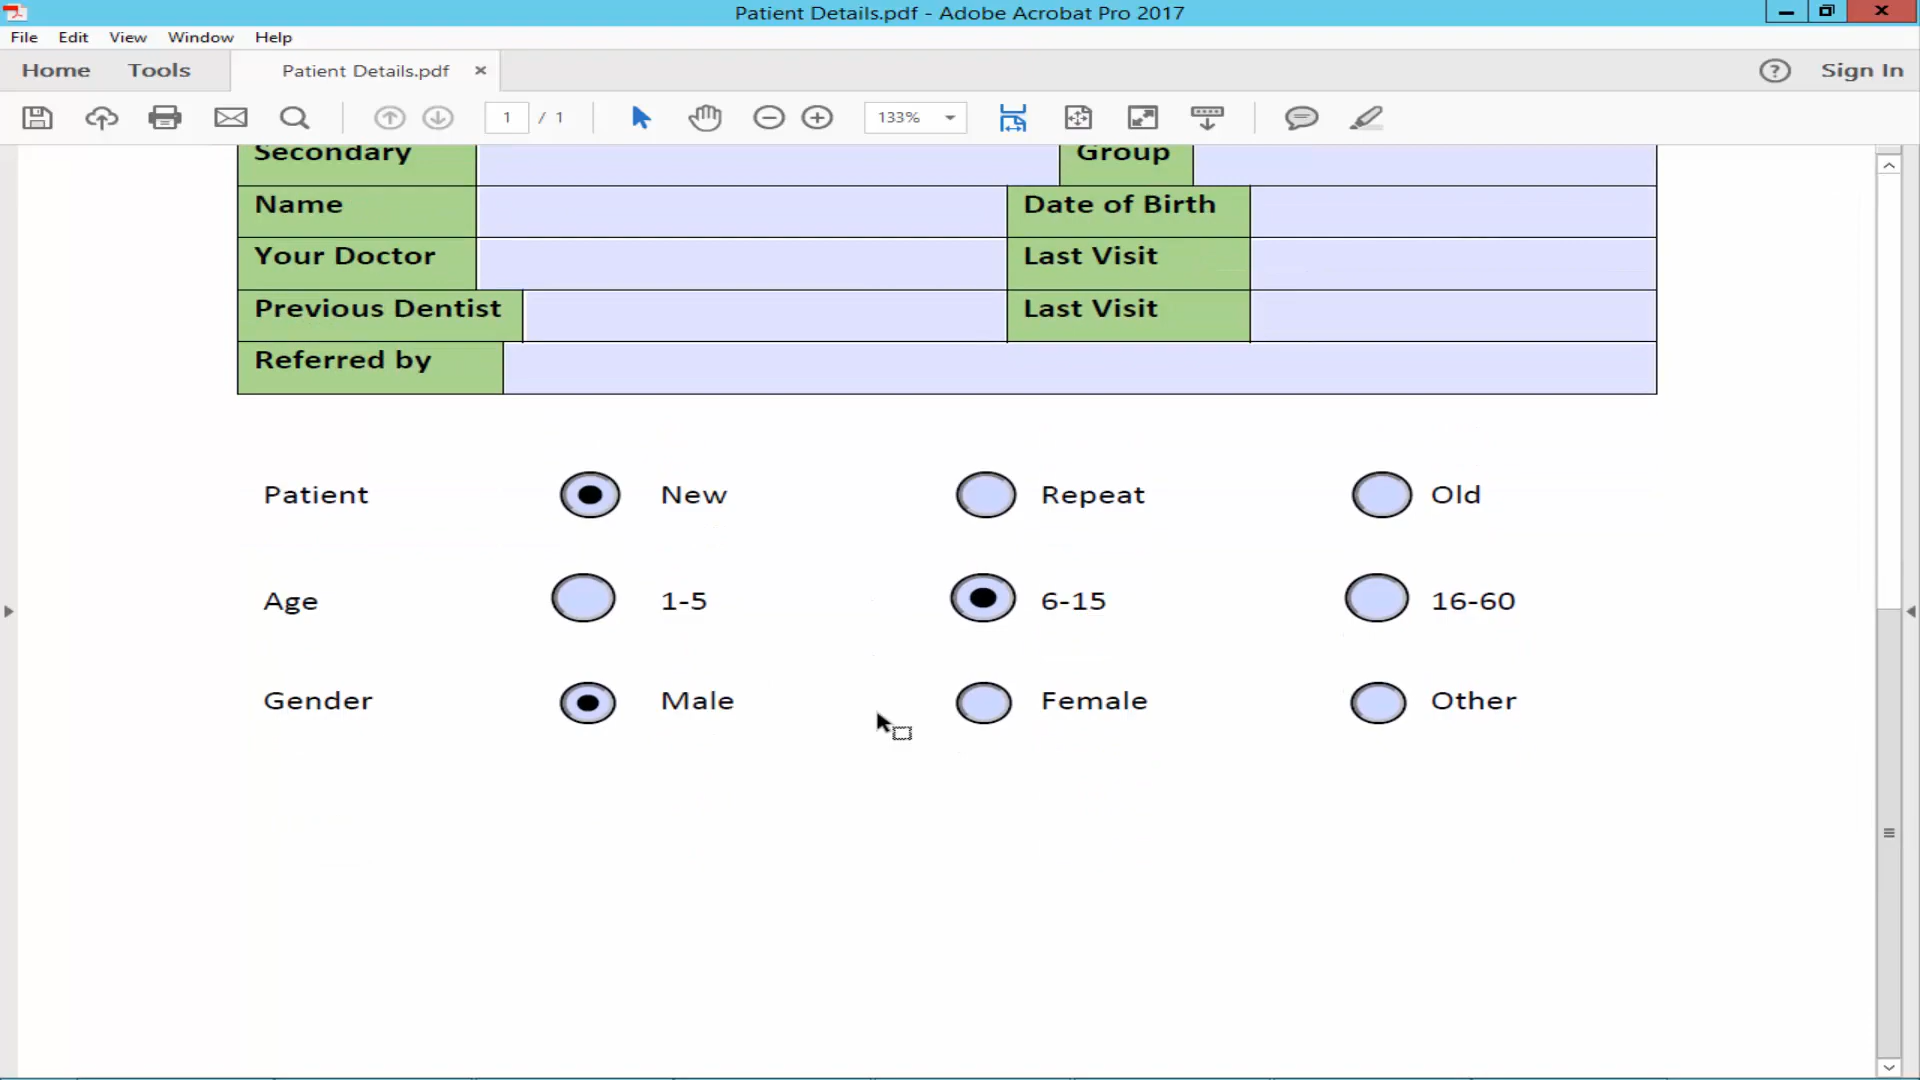 Patient Details.pdf - Adobe Acrobat Pro 2017
File Edit View Window Help
Home Tools Patient Details.pdf × ? Sign In
1 / 1 133%
Secondary Group
Name Date of Birth
Your Doctor Last Visit
Previous Dentist Last Visit
Referred by
Patient New Repeat Old
Age 1-5 6-15 16-60
Gender Male Female Other